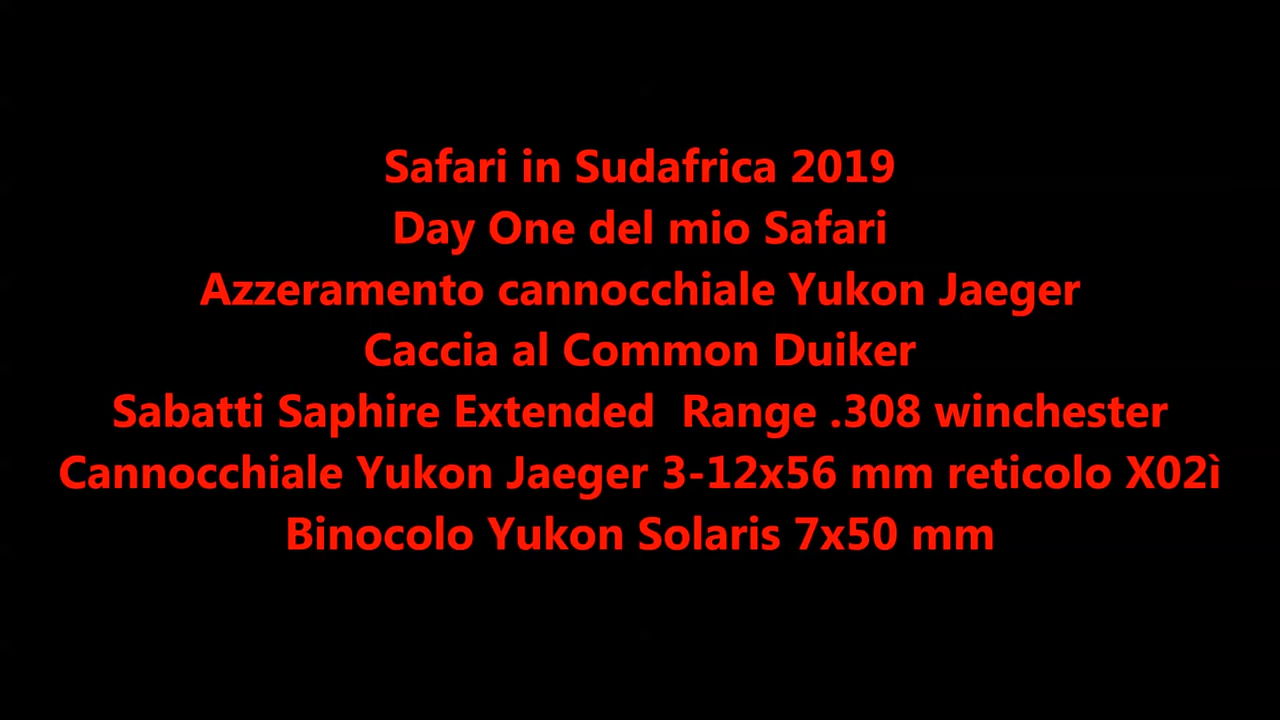 Safari in Sudafrica 2019
Day One del mio Safari
Azzeramento cannocchiale Yukon Jaeger
Caccia al Common Duiker
Sabatti Saphire Extended  Range .308 winchester
Cannocchiale Yukon Jaeger 3-12x56 mm reticolo X02ì
Binocolo Yukon Solaris 7x50 mm